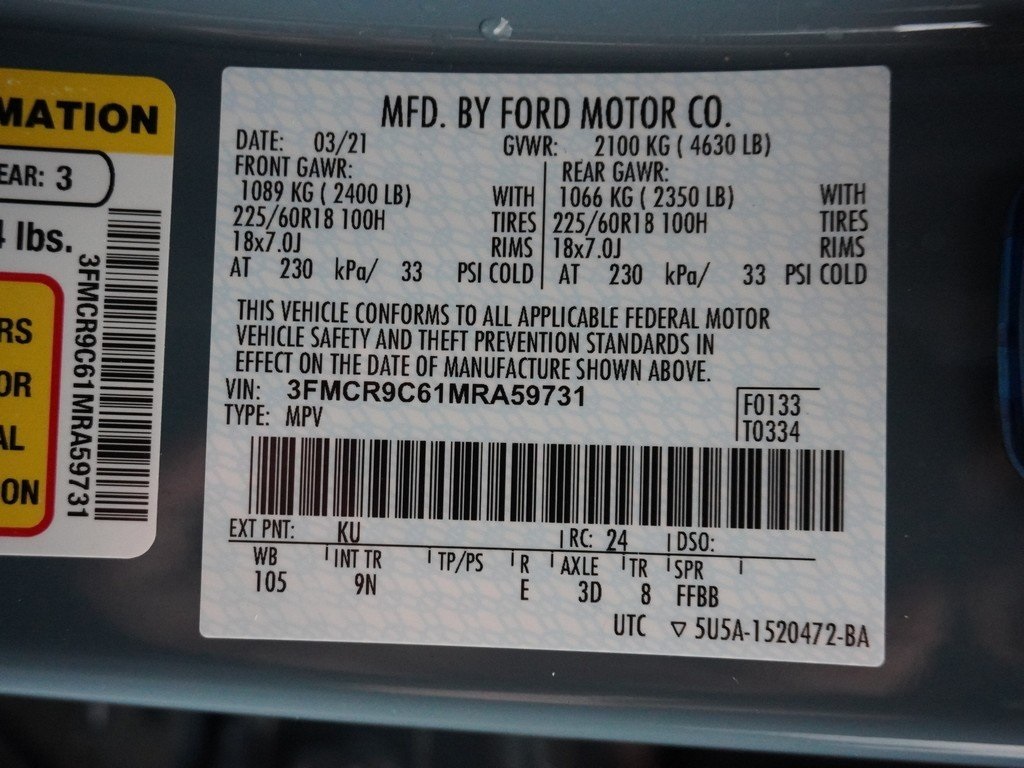 MATION
EAR: 3
lbs.
3FMCR9C61MRA59731
RS
OR
AL
ON
MFD. BY FORD MOTOR CO.
DATE: 03/21 GVWR: 2100 KG ( 4630 LB)
FRONT GAWR: REAR GAWR:
1089 KG ( 2400 LB) WITH 1066 KG ( 2350 LB) WITH
225/60R18 100H TIRES 225/60R18 100H TIRES
18x7.0J RIMS 18x7.0J RIMS
AT 230 kPa/ 33 PSI COLD AT 230 kPa/ 33 PSI COLD
THIS VEHICLE CONFORMS TO ALL APPLICABLE FEDERAL MOTOR
VEHICLE SAFETY AND THEFT PREVENTION STANDARDS IN
EFFECT ON THE DATE OF MANUFACTURE SHOWN ABOVE.
VIN: 3FMCR9C61MRA59731
TYPE: MPV
F0133
T0334
EXT PNT: KU RC: 24 DSO:
WB INT TR TP/PS R AXLE TR SPR
105 9N E 3D 8 FFBB
UTC ▽ 5U5A-1520472-BA